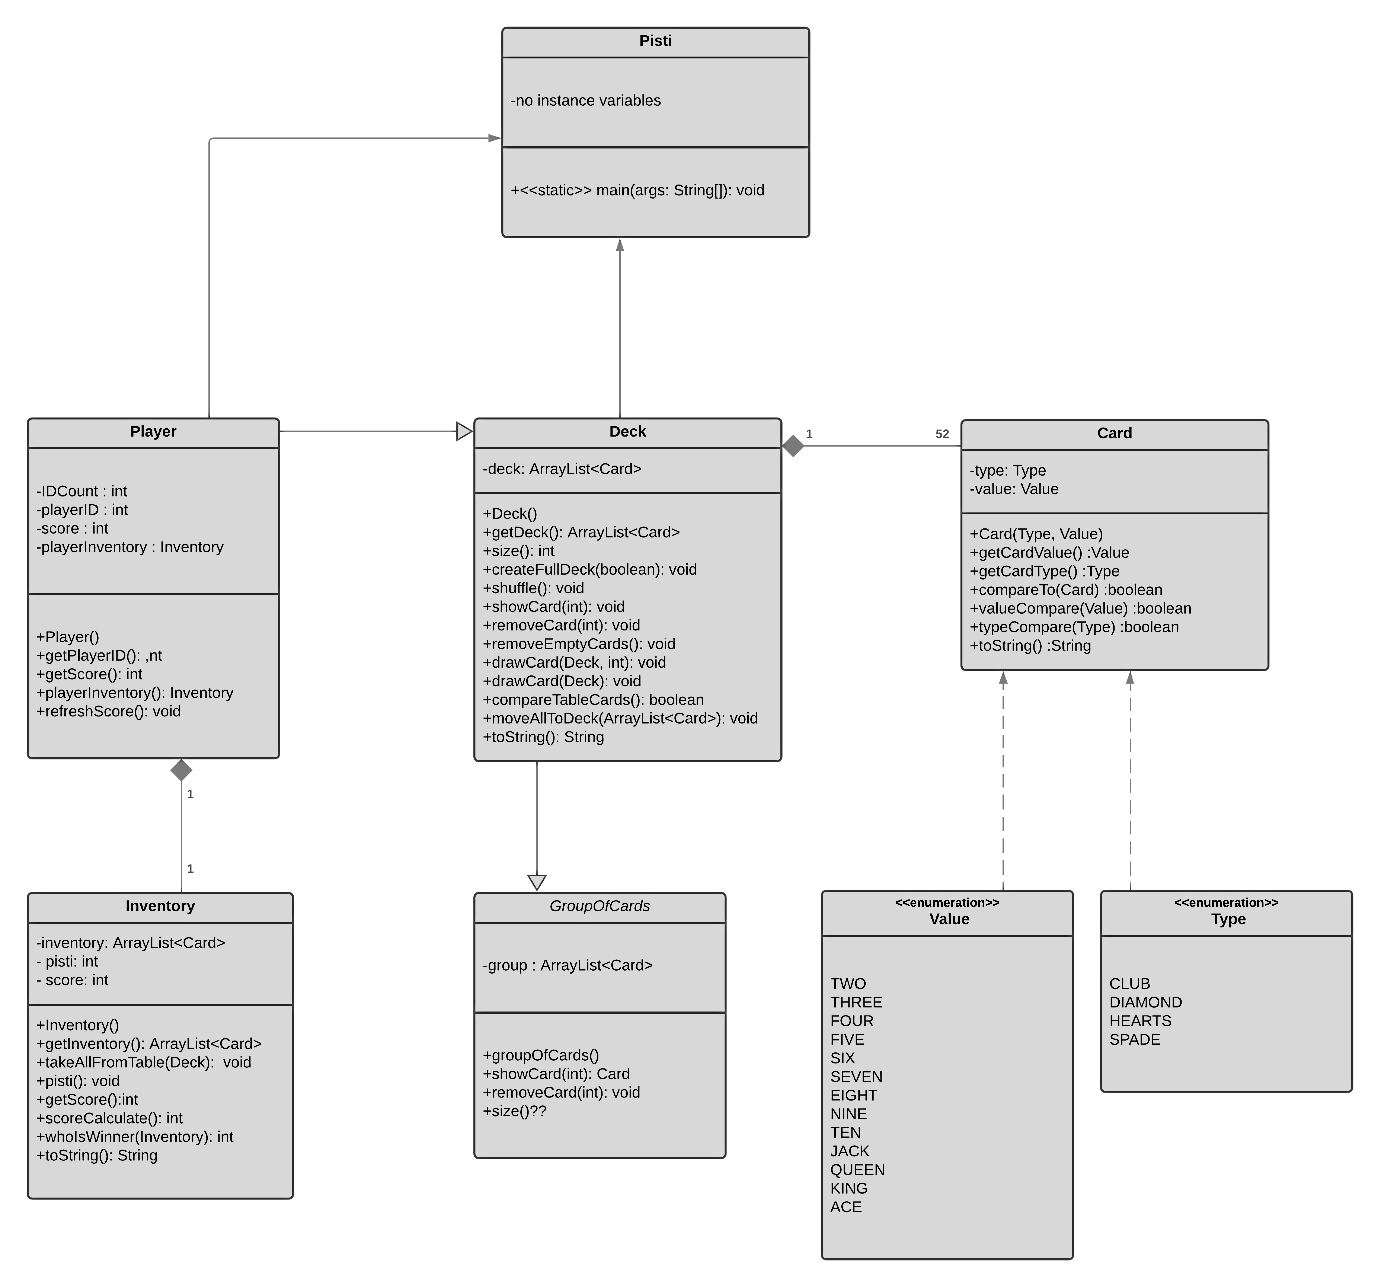 Pisti
-no instance variables
+<<static>> main(args: String[]): void
Player
-IDCount : int
-playerID : int
-score : int
-playerInventory : Inventory
+Player()
+getPlayerID(): ,nt
+getScore(): int
+playerInventory(): Inventory
+refreshScore(): void
Deck
-deck: ArrayList<Card>
+Deck()
+getDeck(): ArrayList<Card>
+size(): int
+createFullDeck(boolean): void
+shuffle(): void
+showCard(int): void
+removeCard(int): void
+removeEmptyCards(): void
+drawCard(Deck, int): void
+drawCard(Deck): void
+compareTableCards(): boolean
+moveAllToDeck(ArrayList<Card>): void
+toString(): String
1
52
Card
-type: Type
-value: Value
+Card(Type, Value)
+getCardValue() :Value
+getCardType() :Type
+compareTo(Card) :boolean
+valueCompare(Value) :boolean
+typeCompare(Type) :boolean
+toString() :String
1
1
Inventory
-inventory: ArrayList<Card>
- pisti: int
- score: int
+Inventory()
+getInventory(): ArrayList<Card>
+takeAllFromTable(Deck):  void
+pisti(): void
+getScore():int
+scoreCalculate(): int
+whoIsWinner(Inventory): int
+toString(): String
GroupOfCards
-group : ArrayList<Card>
+groupOfCards()
+showCard(int): Card
+removeCard(int): void
+size()??
<<enumeration>>
Value
TWO
THREE
FOUR
FIVE
SIX
SEVEN
EIGHT
NINE
TEN
JACK
QUEEN
KING
ACE
<<enumeration>>
Type
CLUB
DIAMOND
HEARTS
SPADE